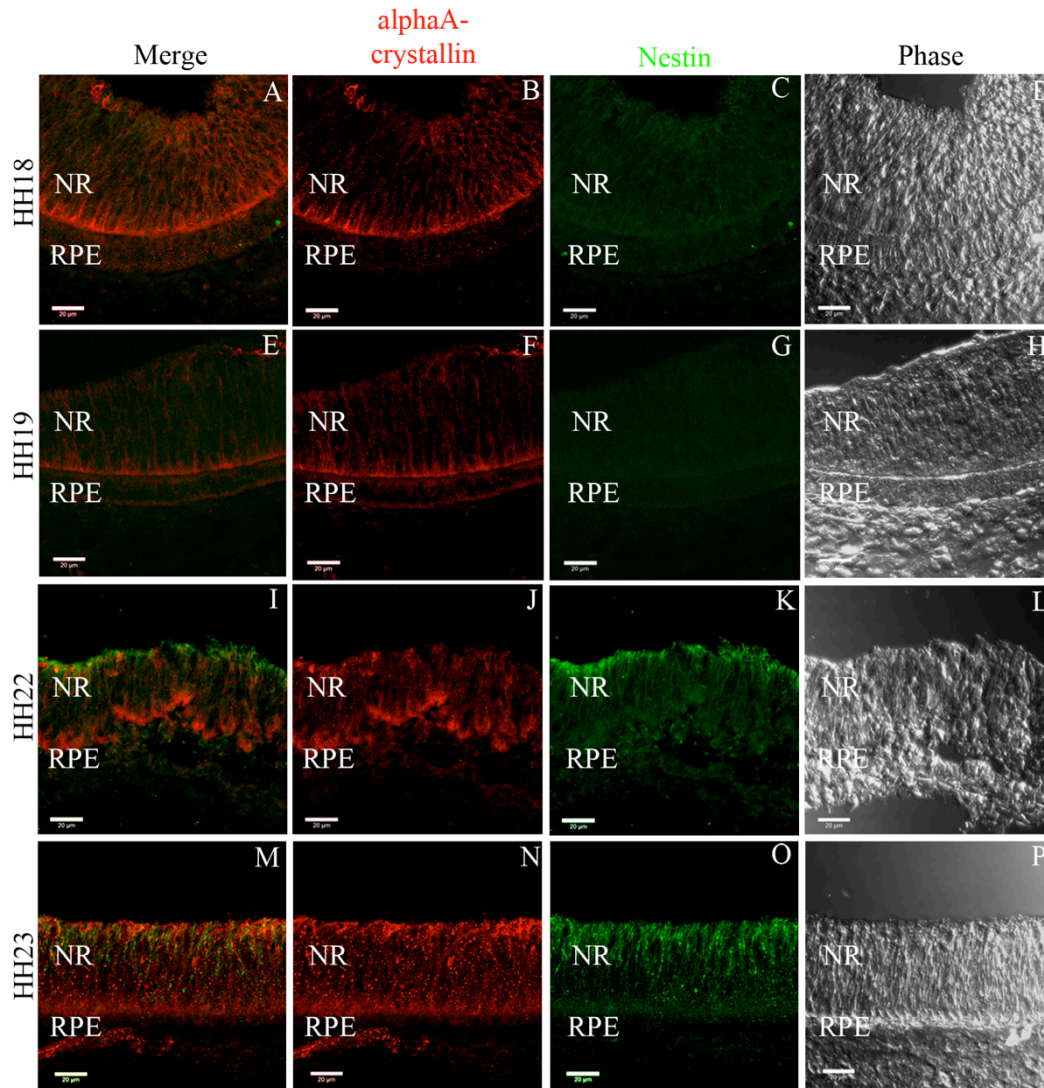 alphaA-
crystallin
Merge
Nestin
Phase
HH18
A
NR
RPE
20 µm
B
NR
RPE
20 µm
C
NR
RPE
20 µm
D
20 µm
HH19
E
NR
RPE
20 µm
F
NR
RPE
20 µm
G
NR
RPE
20 µm
H
NR
RPE
20 µm
HH22
I
NR
RPE
20 µm
J
NR
RPE
20 µm
K
NR
RPE
20 µm
L
NR
RPE
20 µm
HH23
M
NR
RPE
20 µm
N
NR
RPE
20 µm
O
NR
RPE
20 µm
P
NR
RPE
20 µm